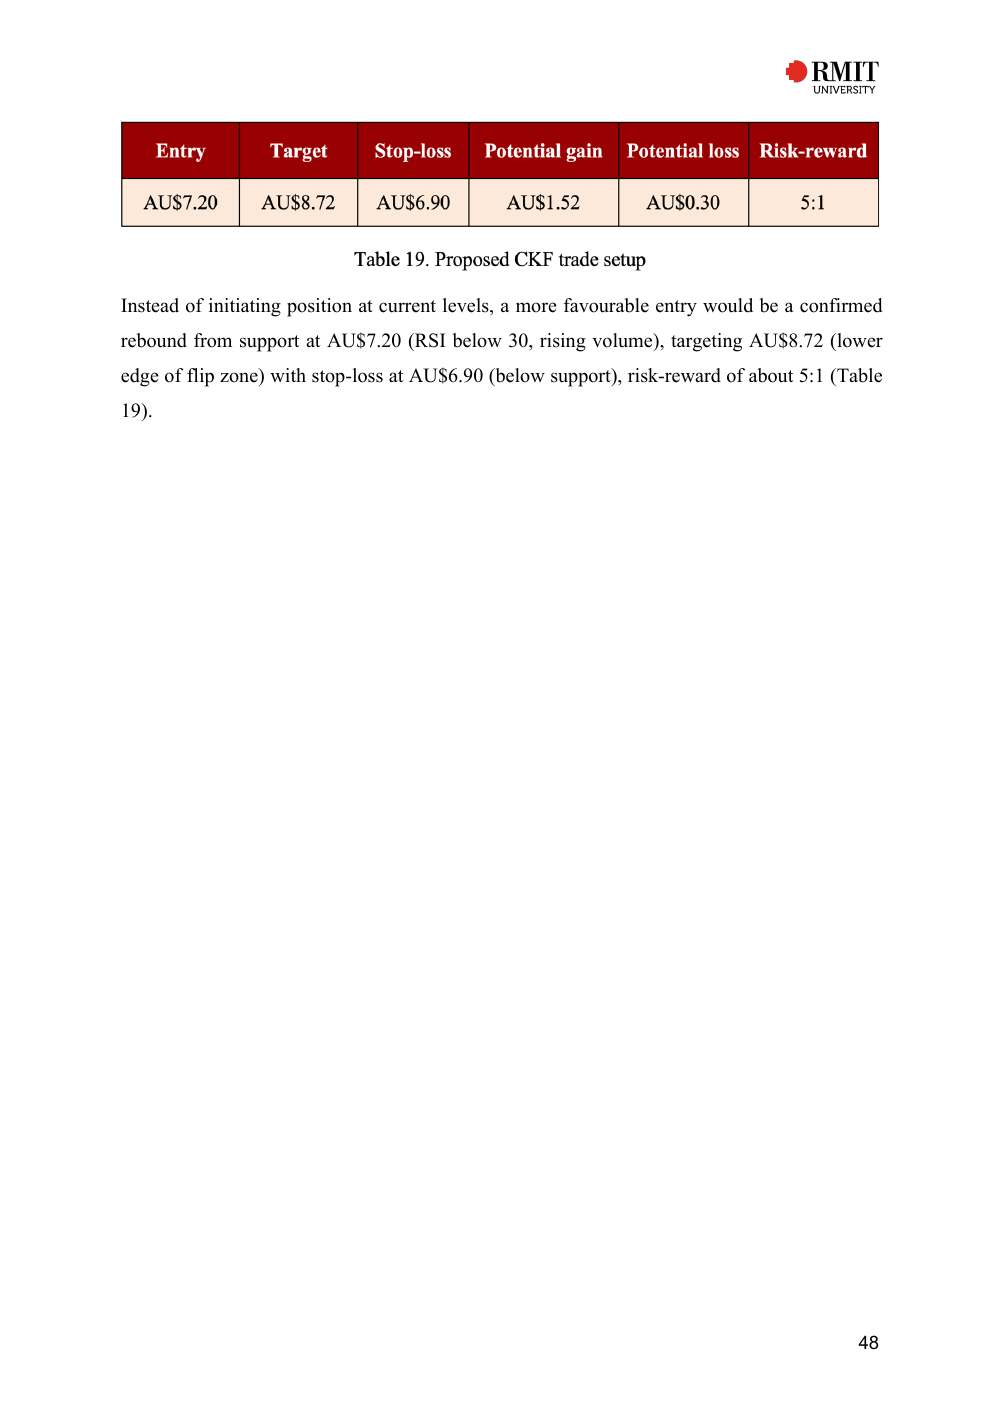 RMIT
UNIVERSITY
Entry Target Stop-loss Potential gain Potential loss Risk-reward
AU$7.20 AU$8.72 AU$6.90 AU$1.52 AU$0.30 5:1
Table 19. Proposed CKF trade setup
Instead of initiating position at current levels, a more favourable entry would be a confirmed
rebound from support at AU$7.20 (RSI below 30, rising volume), targeting AU$8.72 (lower
edge of flip zone) with stop-loss at AU$6.90 (below support), risk-reward of about 5:1 (Table
19).
48